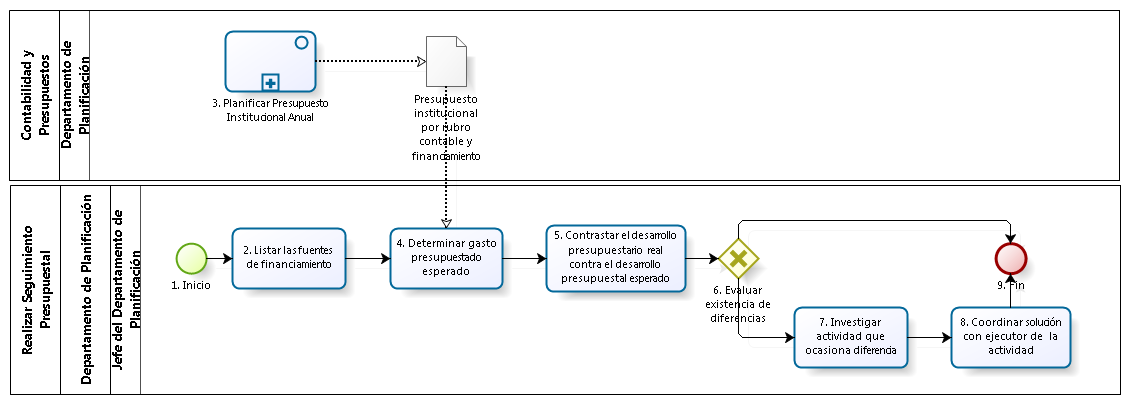 Contabilidad y
Presupuestos
Departamento de
Planificación
3. Planificar Presupuesto
Institucional Anual
Presupuesto
institucional
por rubro
contable y
financiamiento
Realizar Seguimiento
Presupuestal
Departamento de Planificación
Jefe del Departamento de
Planificación
1. Inicio
2. Listar las fuentes
de financiamiento
4. Determinar gasto
presupuestado
esperado
5. Contrastar el desarrollo
presupuestario real
contra el desarrollo
presupuestal esperado
6. Evaluar
existencia de
diferencias
7. Investigar
actividad que
ocasiona diferencia
8. Coordinar solución
con ejecutor de la
actividad
9. Fin